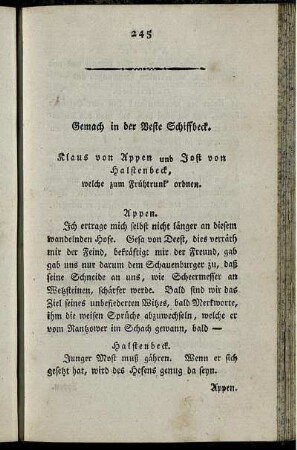 245
Gemach in der Veste Schiffbeck.
Klaus von Appen und Jost von
Halstenbeck,
welche zum Frühtrunk ordnen.
Appen.
Ich ertrage mich selbst nicht länger an diesem
wandelnden Hofe. Gesa von Deest, dies verräth
mir der Feind, bekräftigt mir der Freund, gab
gab uns nur darum dem Schauenburger zu, daß
seine Schneide an uns, wie Scheermesser an
Wetzsteinen, schärfer werde. Bald sind wir das
Ziel seines unbefiederten Witzes, bald Merkworte,
ihm die weisen Sprüche abzuwechseln, welche er
vom Rantzower im Schach gewann, bald —
Halstenbeck.
Junger Most muß gähren. Wenn er sich
gesetzt hat, wird des Hefens genug da seyn.
Appen.